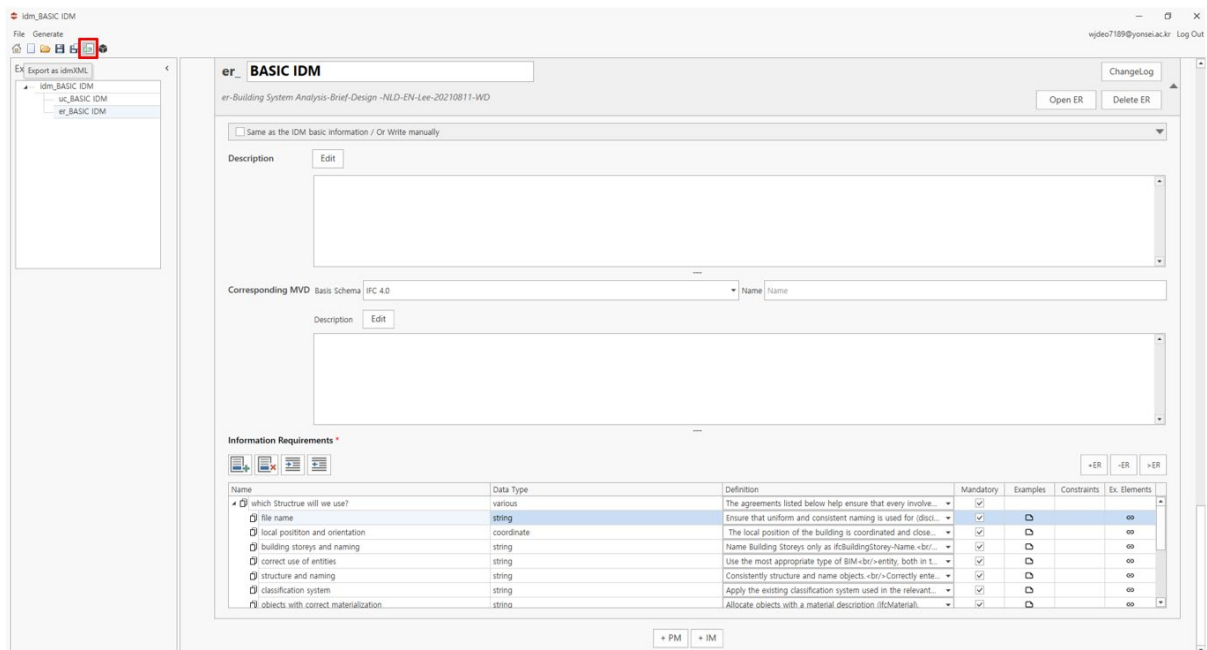 idm_BASIC IDM
File Generate
wjdeo7189@yonsei.ac.kr Log Out
Ex
Export as idmXML
idm_BASIC IDM
uc_BASIC IDM
er_BASIC IDM
er_ BASIC IDM
ChangeLog
er-Building System Analysis-Brief-Design -NLD-EN-Lee-20210811-WD
Open ER Delete ER
Same as the IDM basic information / Or Write manually
Description Edit
Corresponding MVD Basis Schema IFC 4.0 Name Name
Description Edit
Information Requirements *
+ER -ER >ER
Name Data Type Definition Mandatory Examples Constraints Ex. Elements
which Structrue will we use? various The agreements listed below help ensure that every involve...
file name string Ensure that uniform and consistent naming is used for (disci...
local posititon and orientation coordinate The local position of the building is coordinated and close...
building storeys and naming string Name Building Storeys only as ifcBuildingStorey-Name.<br/>...
correct use of entities string Use the most appropriate type of BIM<br/>entity, both in t...
structure and naming string Consistently structure and name objects.<br/>Correctly ente...
classification system string Apply the existing classification system used in the relevant...
objects with correct materialization string Allocate objects with a material description (ifcMaterial).
+ PM + IM